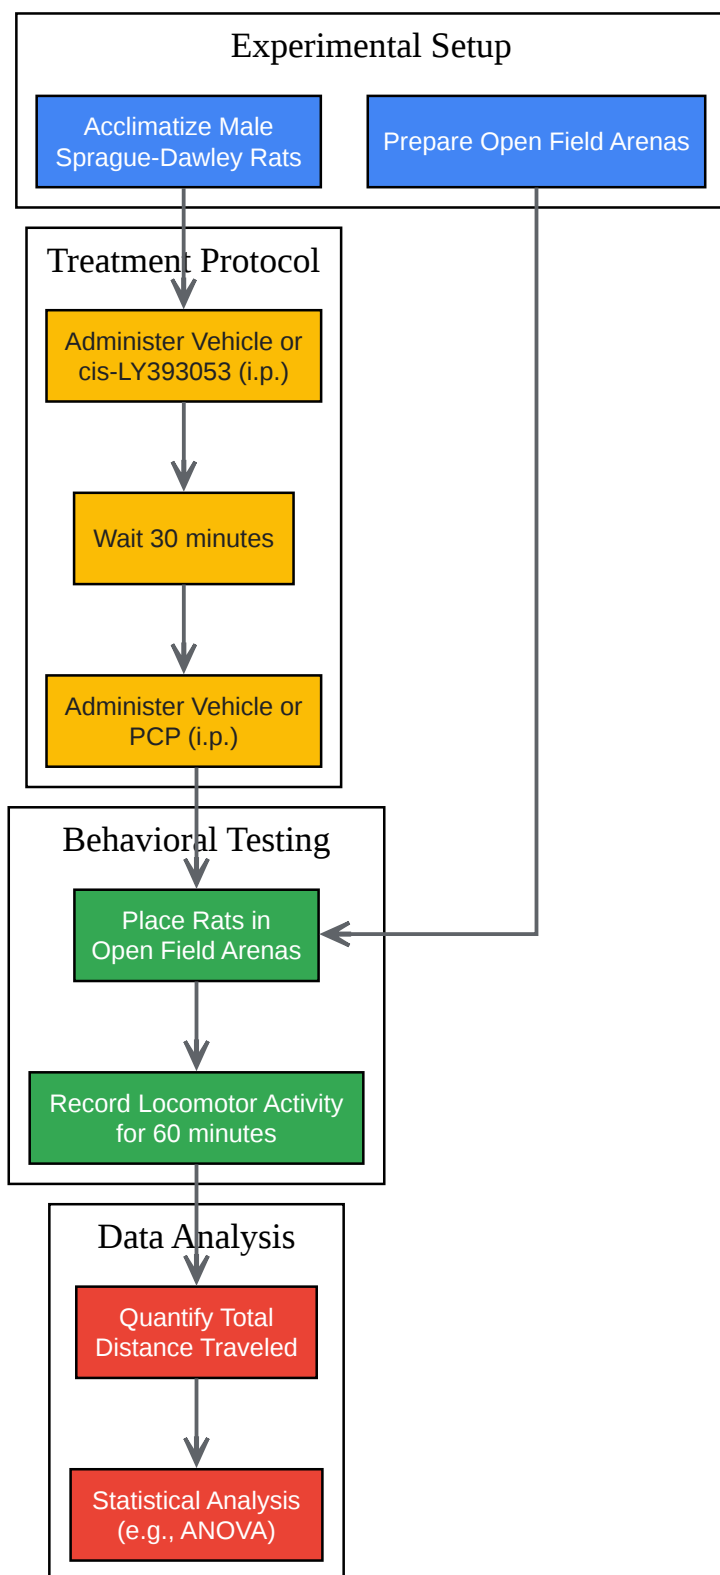 Experimental Setup
Acclimatize Male
Sprague-Dawley Rats
Prepare Open Field Arenas
Treatment Protocol
Administer Vehicle or
cis-LY393053 (i.p.)
Wait 30 minutes
Administer Vehicle or
PCP (i.p.)
Behavioral Testing
Place Rats in
Open Field Arenas
Record Locomotor Activity
for 60 minutes
Data Analysis
Quantify Total
Distance Traveled
Statistical Analysis
(e.g., ANOVA)